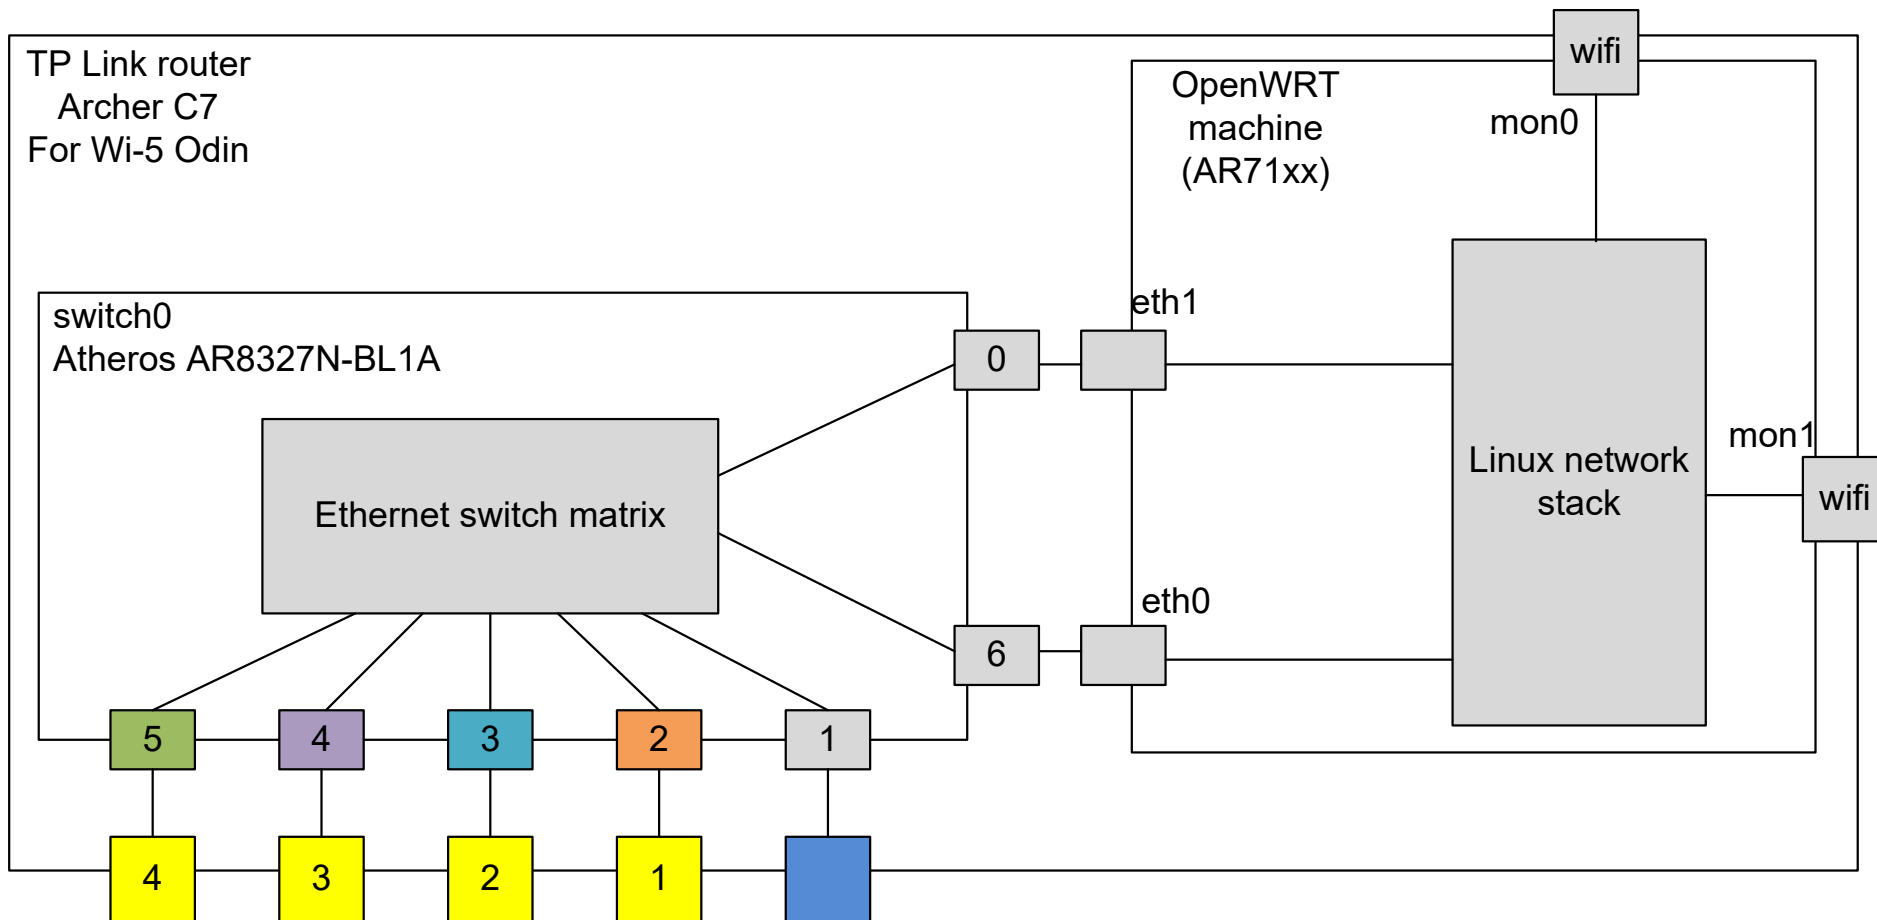 TP Link router
Archer C7
For Wi-5 Odin
wifi
OpenWRT
machine
(AR71xx)
mon0
switch0
Atheros AR8327N-BL1A
eth1
0
Ethernet switch matrix
Linux network
stack
mon1
wifi
eth0
6
5
4
3
2
1
4
3
2
1